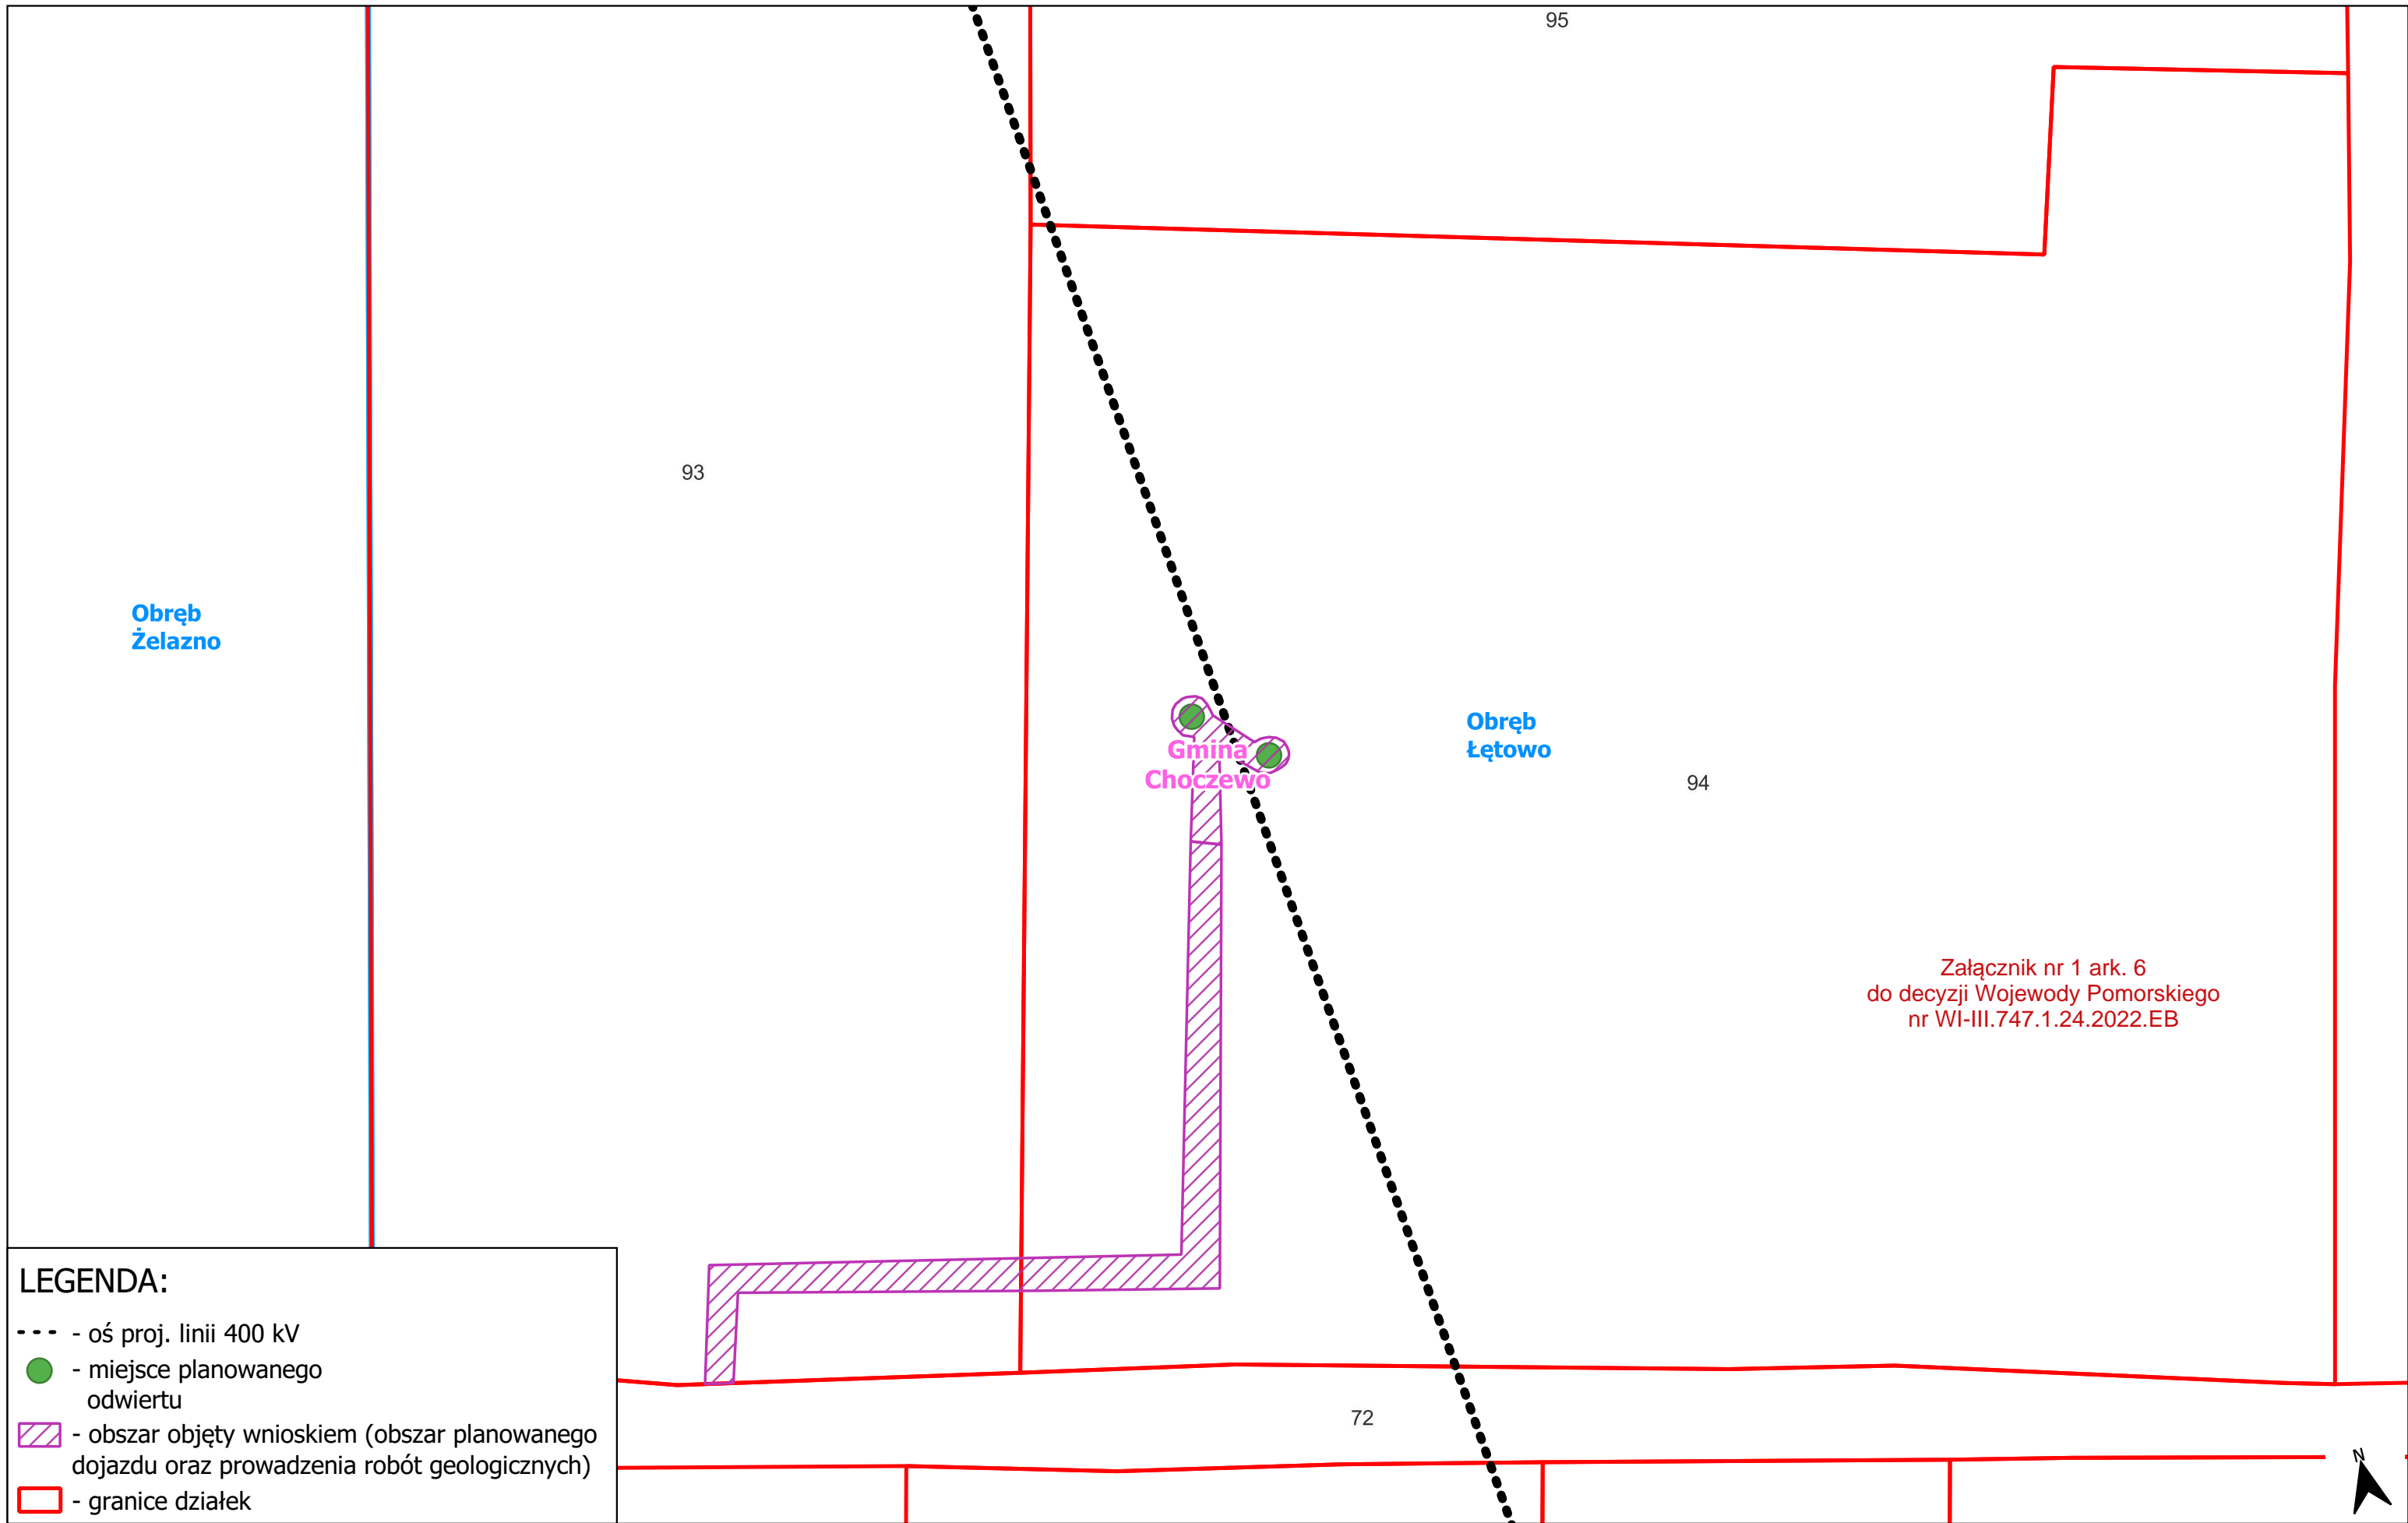 95
93
Obręb
Żelazno
Obręb
Łętowo
Gmina
Choczewo
94
Załącznik nr 1 ark. 6
do decyzji Wojewody Pomorskiego
nr WI-III.747.1.24.2022.EB
72
N
LEGENDA:
- oś proj. linii 400 kV
- miejsce planowanego
odwiertu
- obszar objęty wnioskiem (obszar planowanego
dojazdu oraz prowadzenia robót geologicznych)
- granice działek